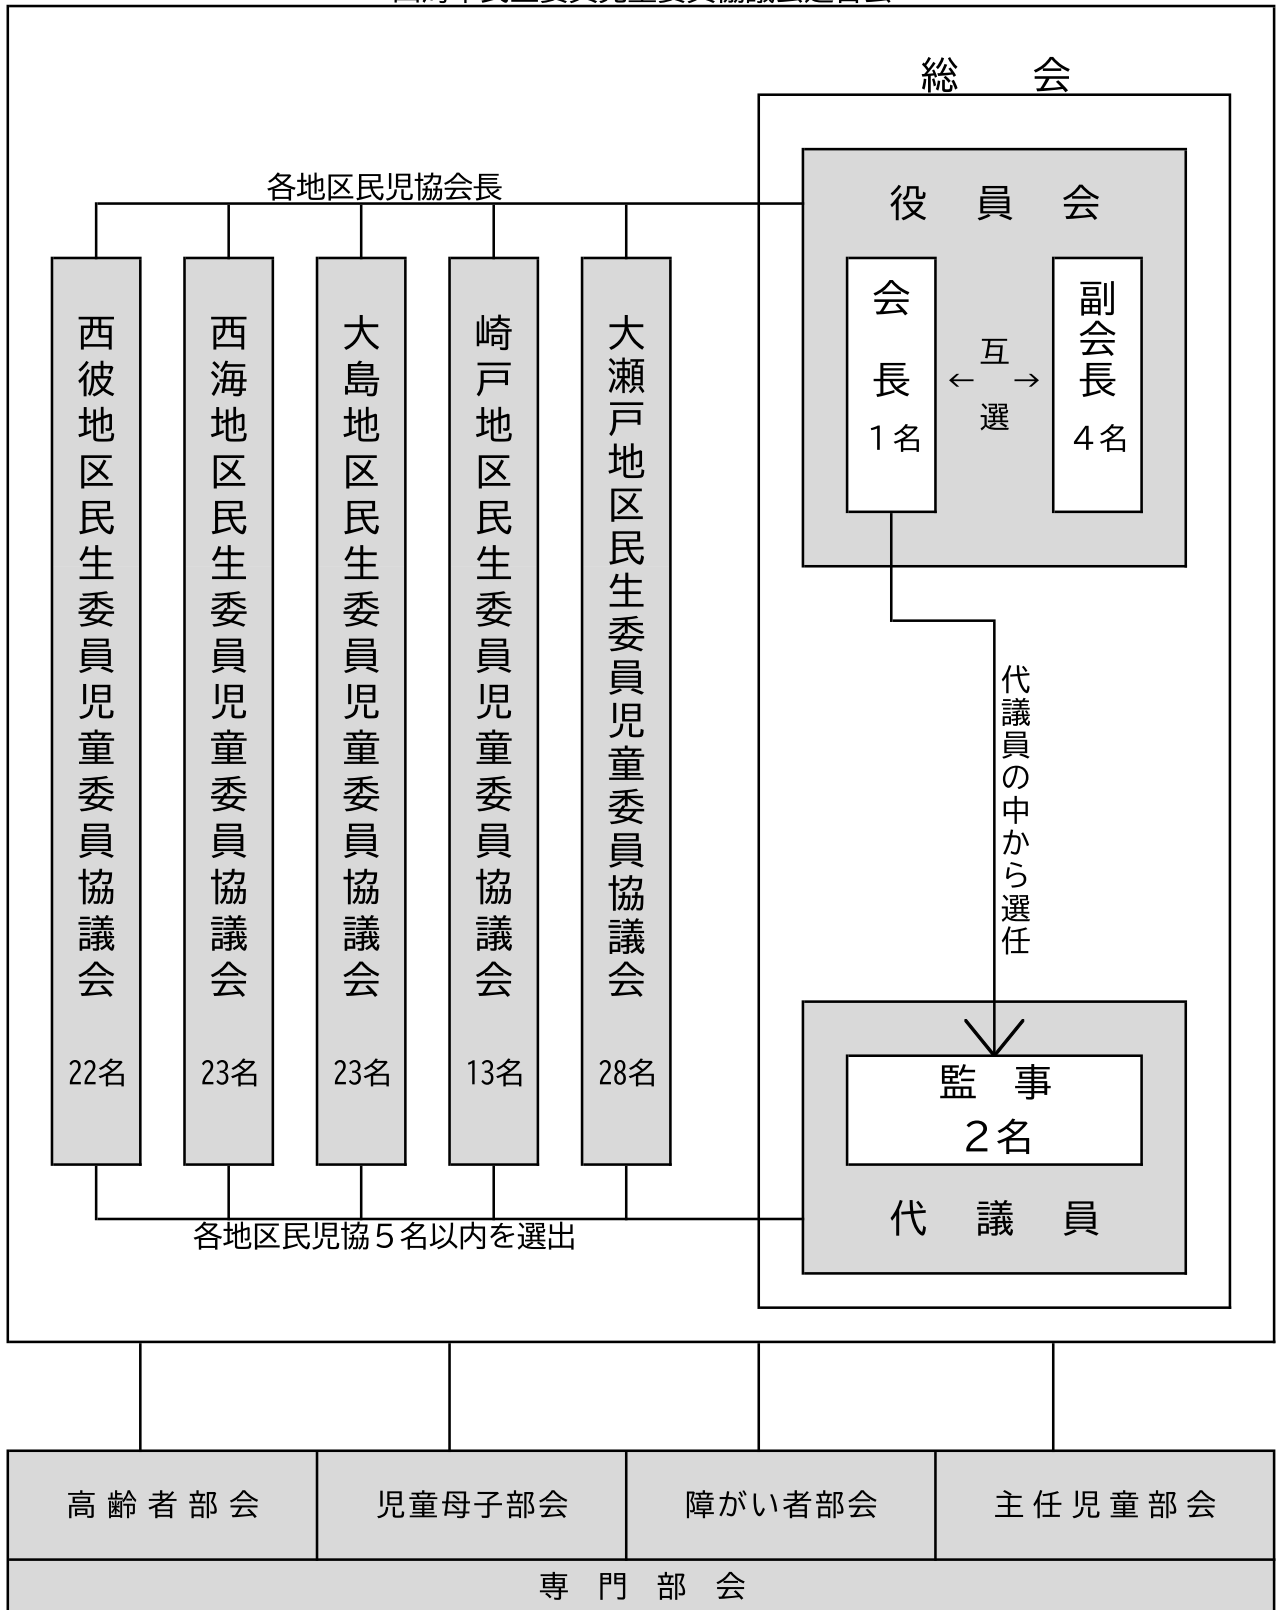 総　会
各地区民児協会長
役　員　会
会長
1名
←互選→
副会長
４名
西彼地区民生委員児童委員協議会
22名
西海地区民生委員児童委員協議会
23名
大島地区民生委員児童委員協議会
23名
崎戸地区民生委員児童委員協議会
13名
大瀬戸地区民生委員児童委員協議会
28名
代議員の中から選任
監　事
２名
代　議　員
各地区民児協５名以内を選出
高齢者部会
児童母子部会
障がい者部会
主任児童部会
専　門　部　会